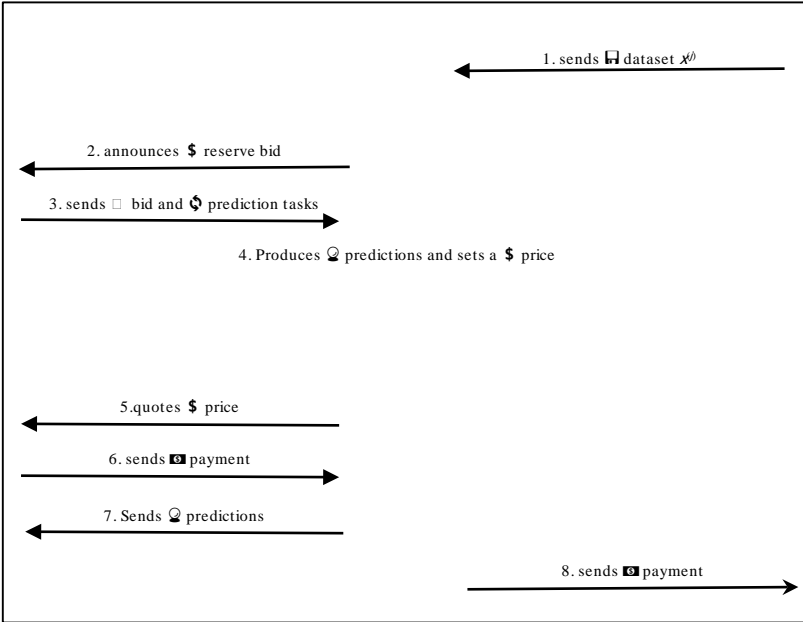 1. sends 🖫 dataset x⁽ʲ⁾
2. announces $ reserve bid
3. sends □ bid and 🗘 prediction tasks
4. Produces 🔮 predictions and sets a $ price
5.quotes $ price
6. sends 💵 payment
7. Sends 🔮 predictions
8. sends 💵 payment